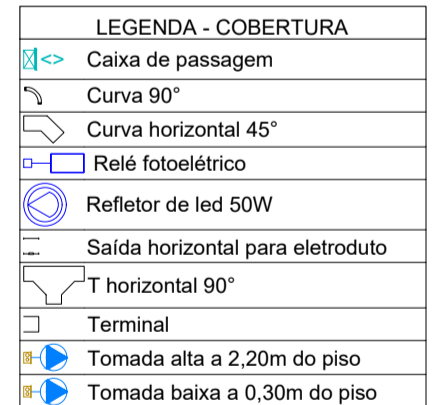 LEGENDA - COBERTURA
<> Caixa de passagem
Curva 90°
Curva horizontal 45°
Relé fotoelétrico
Refletor de led 50W
Saída horizontal para eletroduto
T horizontal 90°
Terminal
Tomada alta a 2,20m do piso
Tomada baixa a 0,30m do piso